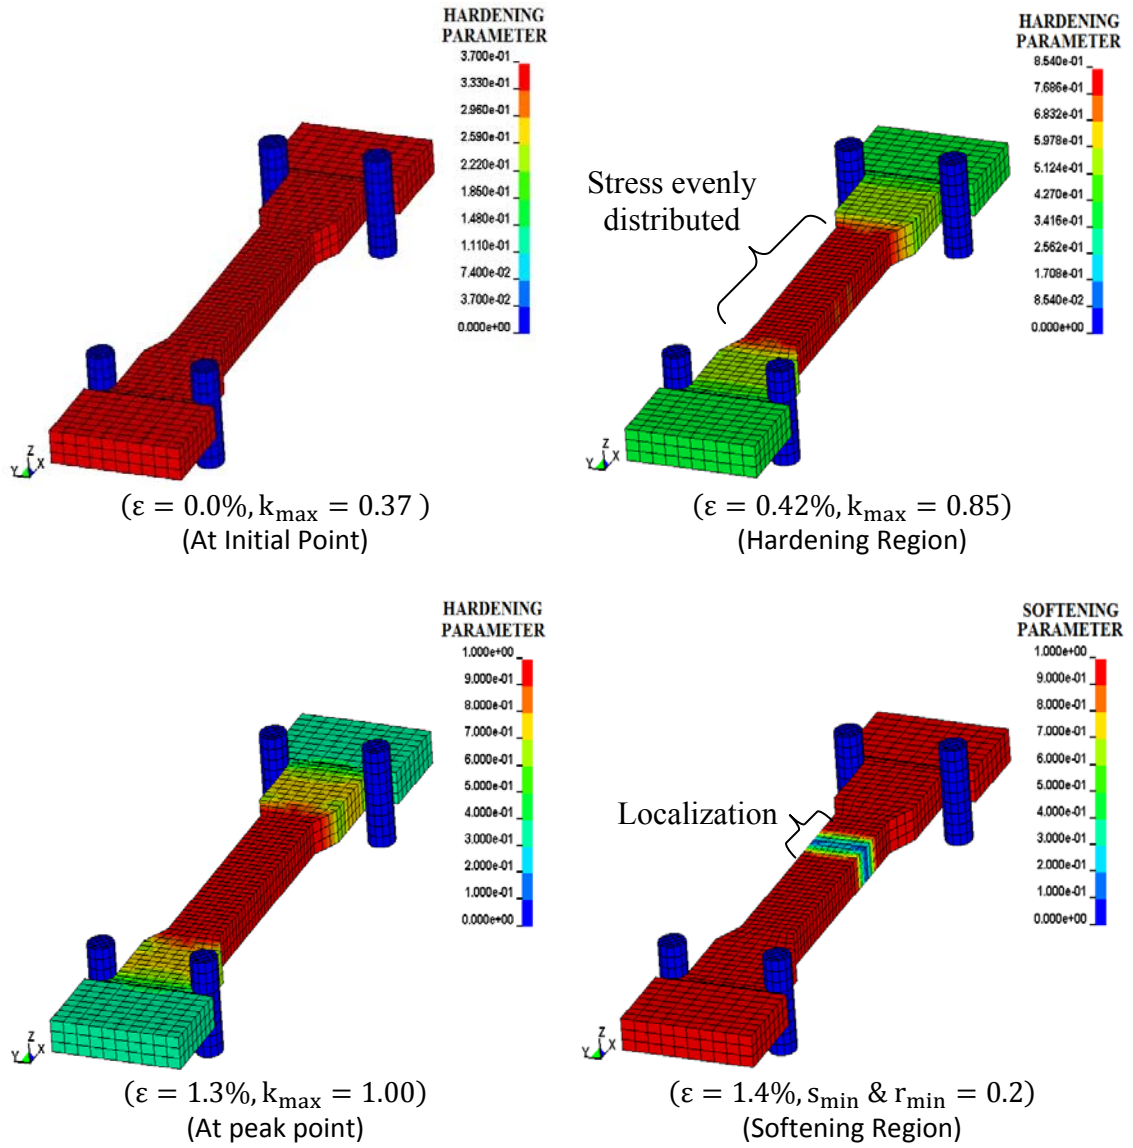 HARDENING
PARAMETER
3.700e-01
3.330e-01
2.960e-01
2.590e-01
2.220e-01
1.850e-01
1.480e-01
1.110e-01
7.400e-02
3.700e-02
0.000e+00
Z
Y X
(ε = 0.0%, kmax = 0.37 )
(At Initial Point)
HARDENING
PARAMETER
8.540e-01
7.686e-01
6.832e-01
5.978e-01
5.124e-01
4.270e-01
3.416e-01
2.562e-01
1.708e-01
8.540e-02
0.000e+00
Stress evenly
distributed
Z
Y X
(ε = 0.42%, kmax = 0.85)
(Hardening Region)
HARDENING
PARAMETER
1.000e+00
9.000e-01
8.000e-01
7.000e-01
6.000e-01
5.000e-01
4.000e-01
3.000e-01
2.000e-01
1.000e-01
0.000e+00
Z
Y X
(ε = 1.3%, kmax = 1.00)
(At peak point)
SOFTENING
PARAMETER
1.000e+00
9.000e-01
8.000e-01
7.000e-01
6.000e-01
5.000e-01
4.000e-01
3.000e-01
2.000e-01
1.000e-01
0.000e+00
Localization
Z
Y X
(ε = 1.4%, smin & rmin = 0.2)
(Softening Region)